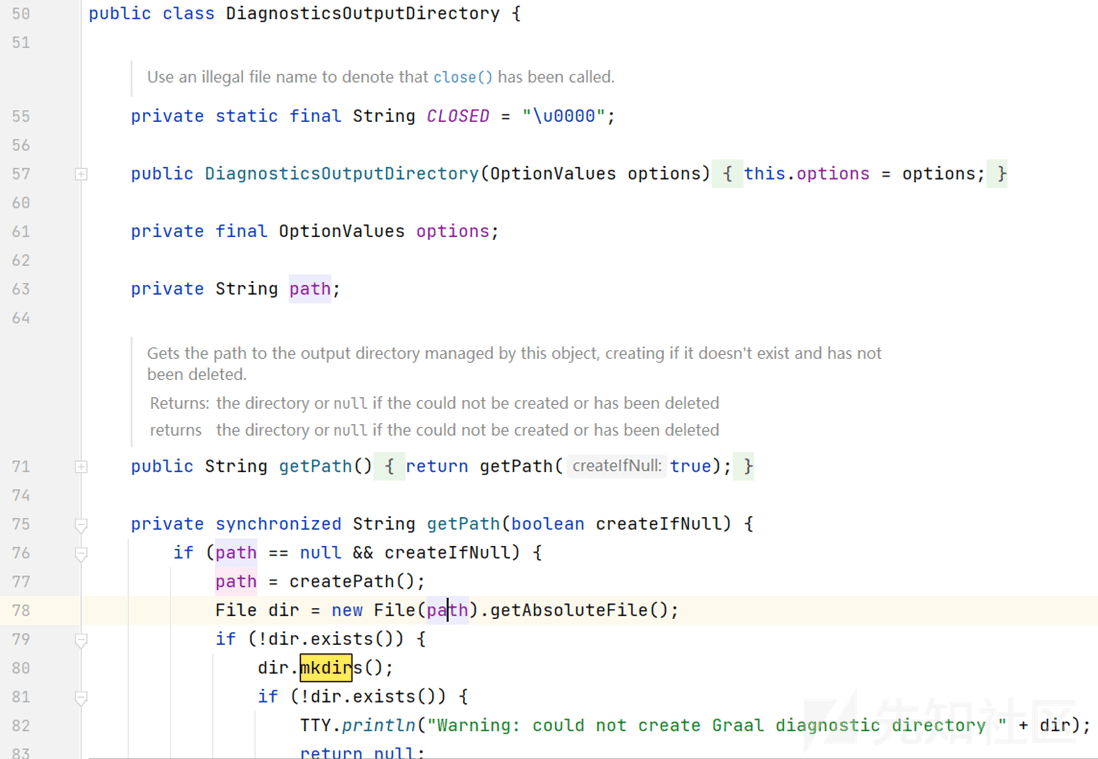 50 public class DiagnosticsOutputDirectory {
51
Use an illegal file name to denote that close() has been called.
55 private static final String CLOSED = "\u0000";
56
57 public DiagnosticsOutputDirectory(OptionValues options) { this.options = options; }
60
61 private final OptionValues options;
62
63 private String path;
64
Gets the path to the output directory managed by this object, creating if it doesn't exist and has not
been deleted.
Returns: the directory or null if the could not be created or has been deleted
returns the directory or null if the could not be created or has been deleted
71 public String getPath() { return getPath( createIfNull: true); }
74
75 private synchronized String getPath(boolean createIfNull) {
76 if (path == null && createIfNull) {
77 path = createPath();
78 File dir = new File(path).getAbsoluteFile();
79 if (!dir.exists()) {
80 dir.mkdirs();
81 if (!dir.exists()) {
82 TTY.println("Warning: could not create Graal diagnostic directory " + dir);
83 return null;
先知社区